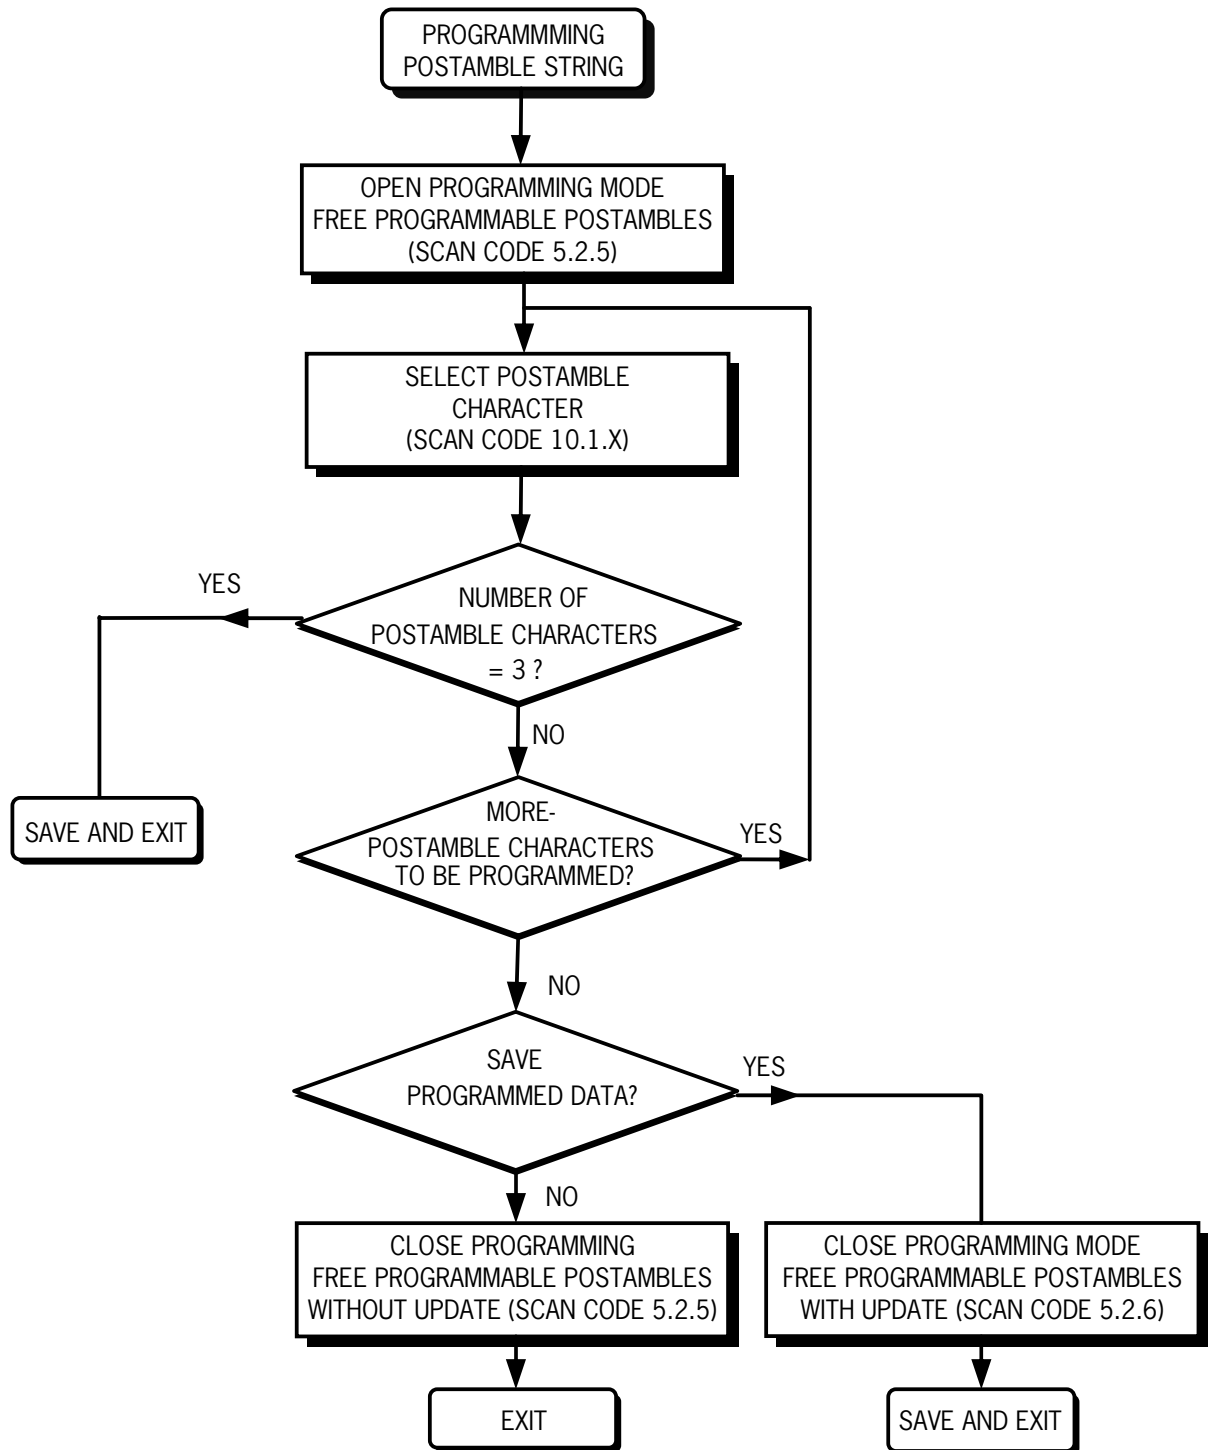 PROGRAMMMING
POSTAMBLE STRING
OPEN PROGRAMMING MODE
FREE PROGRAMMABLE POSTAMBLES
(SCAN CODE 5.2.5)
SELECT POSTAMBLE
CHARACTER
(SCAN CODE 10.1.X)
YES
NUMBER OF
POSTAMBLE CHARACTERS
= 3 ?
NO
SAVE AND EXIT
MORE-
POSTAMBLE CHARACTERS
TO BE PROGRAMMED?
YES
NO
SAVE
PROGRAMMED DATA?
YES
NO
CLOSE PROGRAMMING
FREE PROGRAMMABLE POSTAMBLES
WITHOUT UPDATE (SCAN CODE 5.2.5)
CLOSE PROGRAMMING MODE
FREE PROGRAMMABLE POSTAMBLES
WITH UPDATE (SCAN CODE 5.2.6)
EXIT
SAVE AND EXIT